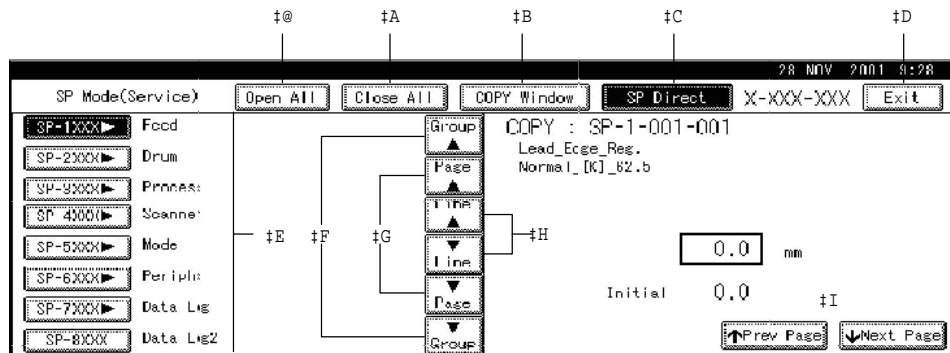 ‡@ ‡A ‡B ‡C ‡D
28 NOV 2001 9:28
SP Mode(Service) Open All Close All COPY Window SP Direct X-XXX-XXX Exit
SP-1XXX► Feed
SP-2XXX► Drum
SP-3XXX► Proces
SP-4XXX► Scanne
SP-5XXX► Mode
SP-6XXX► Periph
SP-7XXX► Data Log
SP-8XXX Data Log2
‡E ‡F ‡G ‡H
Group ▲
Page ▲
Line ▲
▼ Line
▼ Page
▼ Group
COPY : SP-1-001-001
Lead_Edge_Reg.
Normal_[K]_62.5
0.0 mm
Initial 0.0
‡I
↑Prev Page ↓Next Page